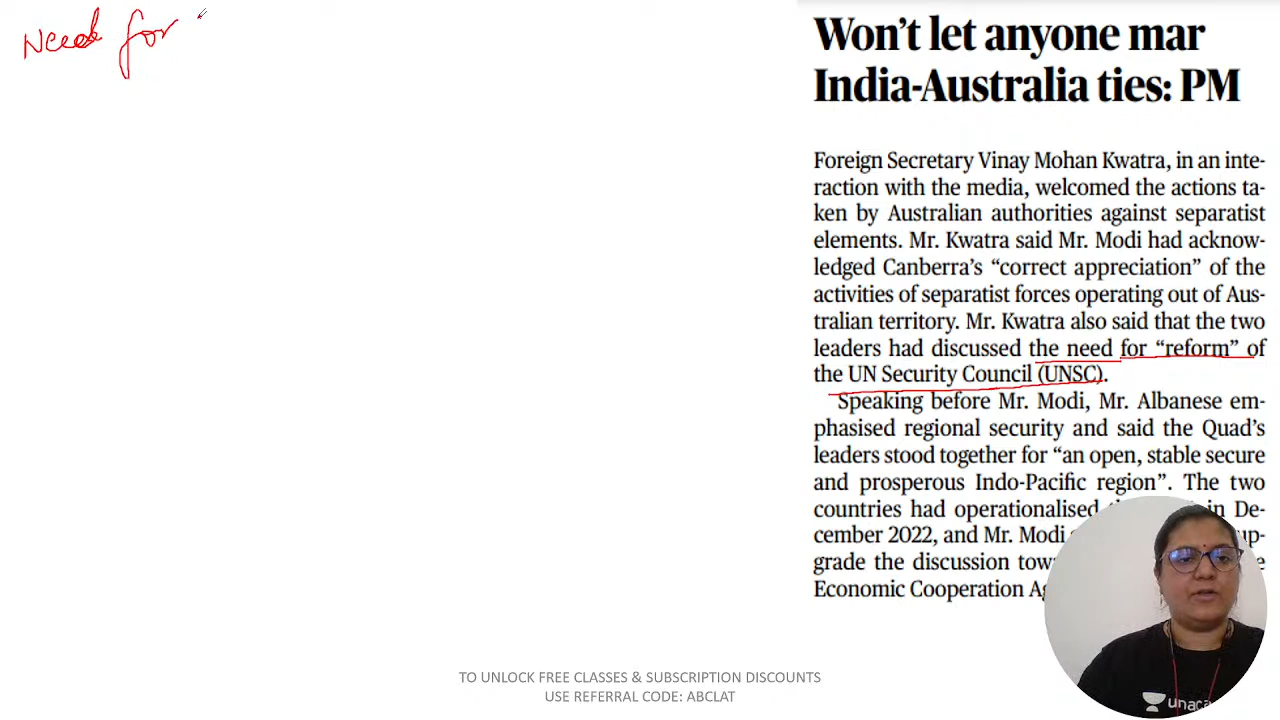 Need for
Won't let anyone mar
India-Australia ties: PM
Foreign Secretary Vinay Mohan Kwatra, in an inte-
raction with the media, welcomed the actions ta-
ken by Australian authorities against separatist
elements. Mr. Kwatra said Mr. Modi had acknow-
ledged Canberra's “correct appreciation” of the
activities of separatist forces operating out of Aus-
tralian territory. Mr. Kwatra also said that the two
leaders had discussed the need for “reform” of
the UN Security Council (UNSC).
Speaking before Mr. Modi, Mr. Albanese em-
phasised regional security and said the Quad's
leaders stood together for “an open, stable secure
and prosperous Indo-Pacific region”. The two
countries had operationalised in De-
cember 2022, and Mr. Modi up-
grade the discussion
Economic Cooperation
TO UNLOCK FREE CLASSES & SUBSCRIPTION DISCOUNTS
USE REFERRAL CODE: ABCLAT